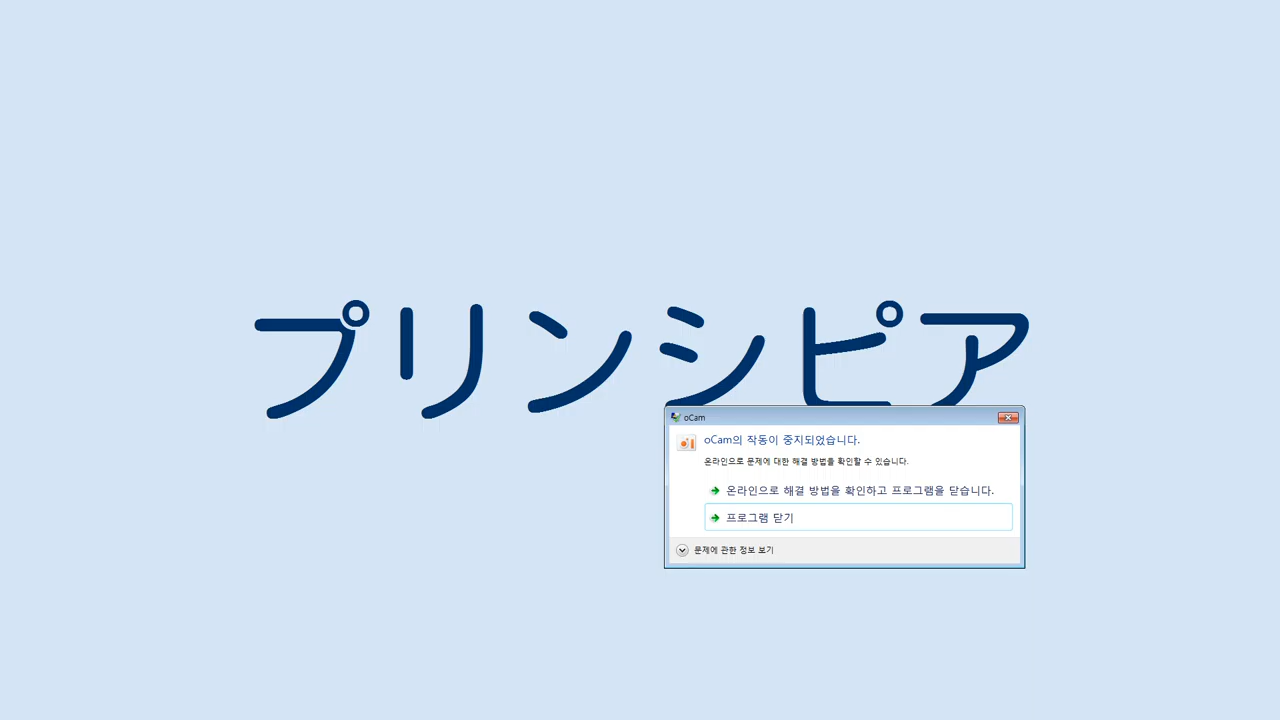 プリンシピア
oCam
oCam의 작동이 중지되었습니다.
온라인으로 문제에 대한 해결 방법을 확인할 수 있습니다.
온라인으로 해결 방법을 확인하고 프로그램을 닫습니다.
프로그램 닫기
문제에 관한 정보 보기